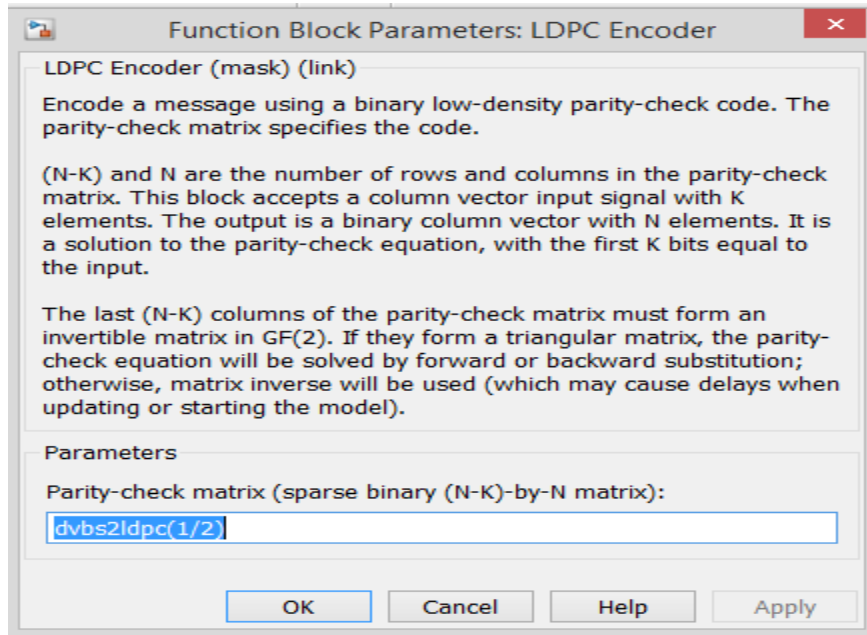 Function Block Parameters: LDPC Encoder
LDPC Encoder (mask) (link)
Encode a message using a binary low-density parity-check code. The
parity-check matrix specifies the code.
(N-K) and N are the number of rows and columns in the parity-check
matrix. This block accepts a column vector input signal with K
elements. The output is a binary column vector with N elements. It is
a solution to the parity-check equation, with the first K bits equal to
the input.
The last (N-K) columns of the parity-check matrix must form an
invertible matrix in GF(2). If they form a triangular matrix, the parity-
check equation will be solved by forward or backward substitution;
otherwise, matrix inverse will be used (which may cause delays when
updating or starting the model).
Parameters
Parity-check matrix (sparse binary (N-K)-by-N matrix):
dvbs2ldpc(1/2)
OK Cancel Help Apply